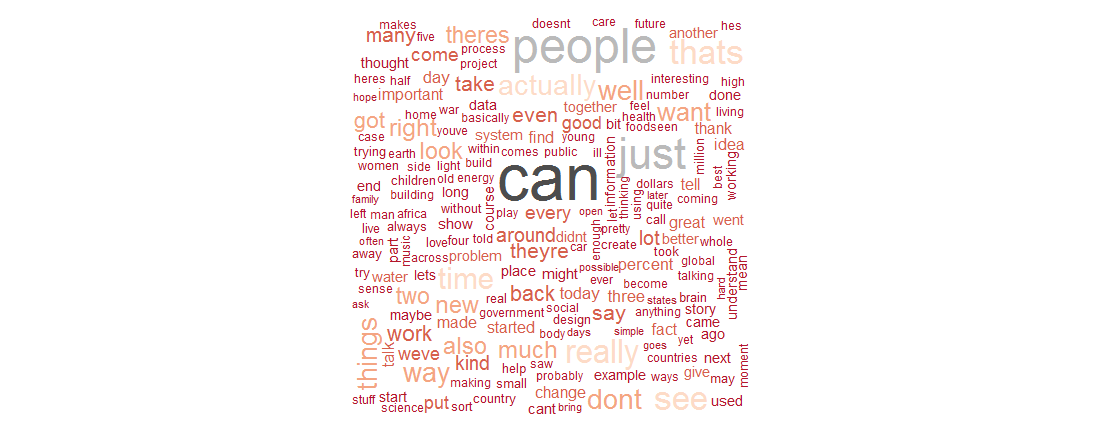 makes doesnt care future hes
many five theres people another thats
thought come process
project
heres half day take actually well interesting high
hope important data together number done
home war basically even good bit feel health want living
got right youve system find young foodseen thank
case
trying earth look within comes public ill just idea
women side light build can information million best working
end children old energy dollars tell
family building long course let thinking using later coming
left man africa without play every open quite
live always show call great went
often love four told around didnt car enough pretty lot better whole
away part music across problem theyre create took
try water lets time place might possible percent global talking understand mean
sense ever become hard
ask two new real back today three states brain
maybe government social say anything story
things work made started design fact came
body days simple yet ago
talk weve also kind much saw really goes countries next
way help probably example ways give may moment
making small change
stuff start put sort country cant bring dont see used
science